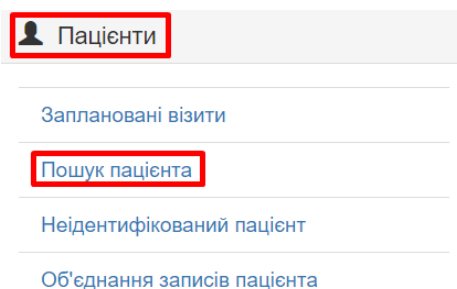 Пацієнти
Заплановані візити
Пошук пацієнта
Неідентифікований пацієнт
Об'єднання записів пацієнта